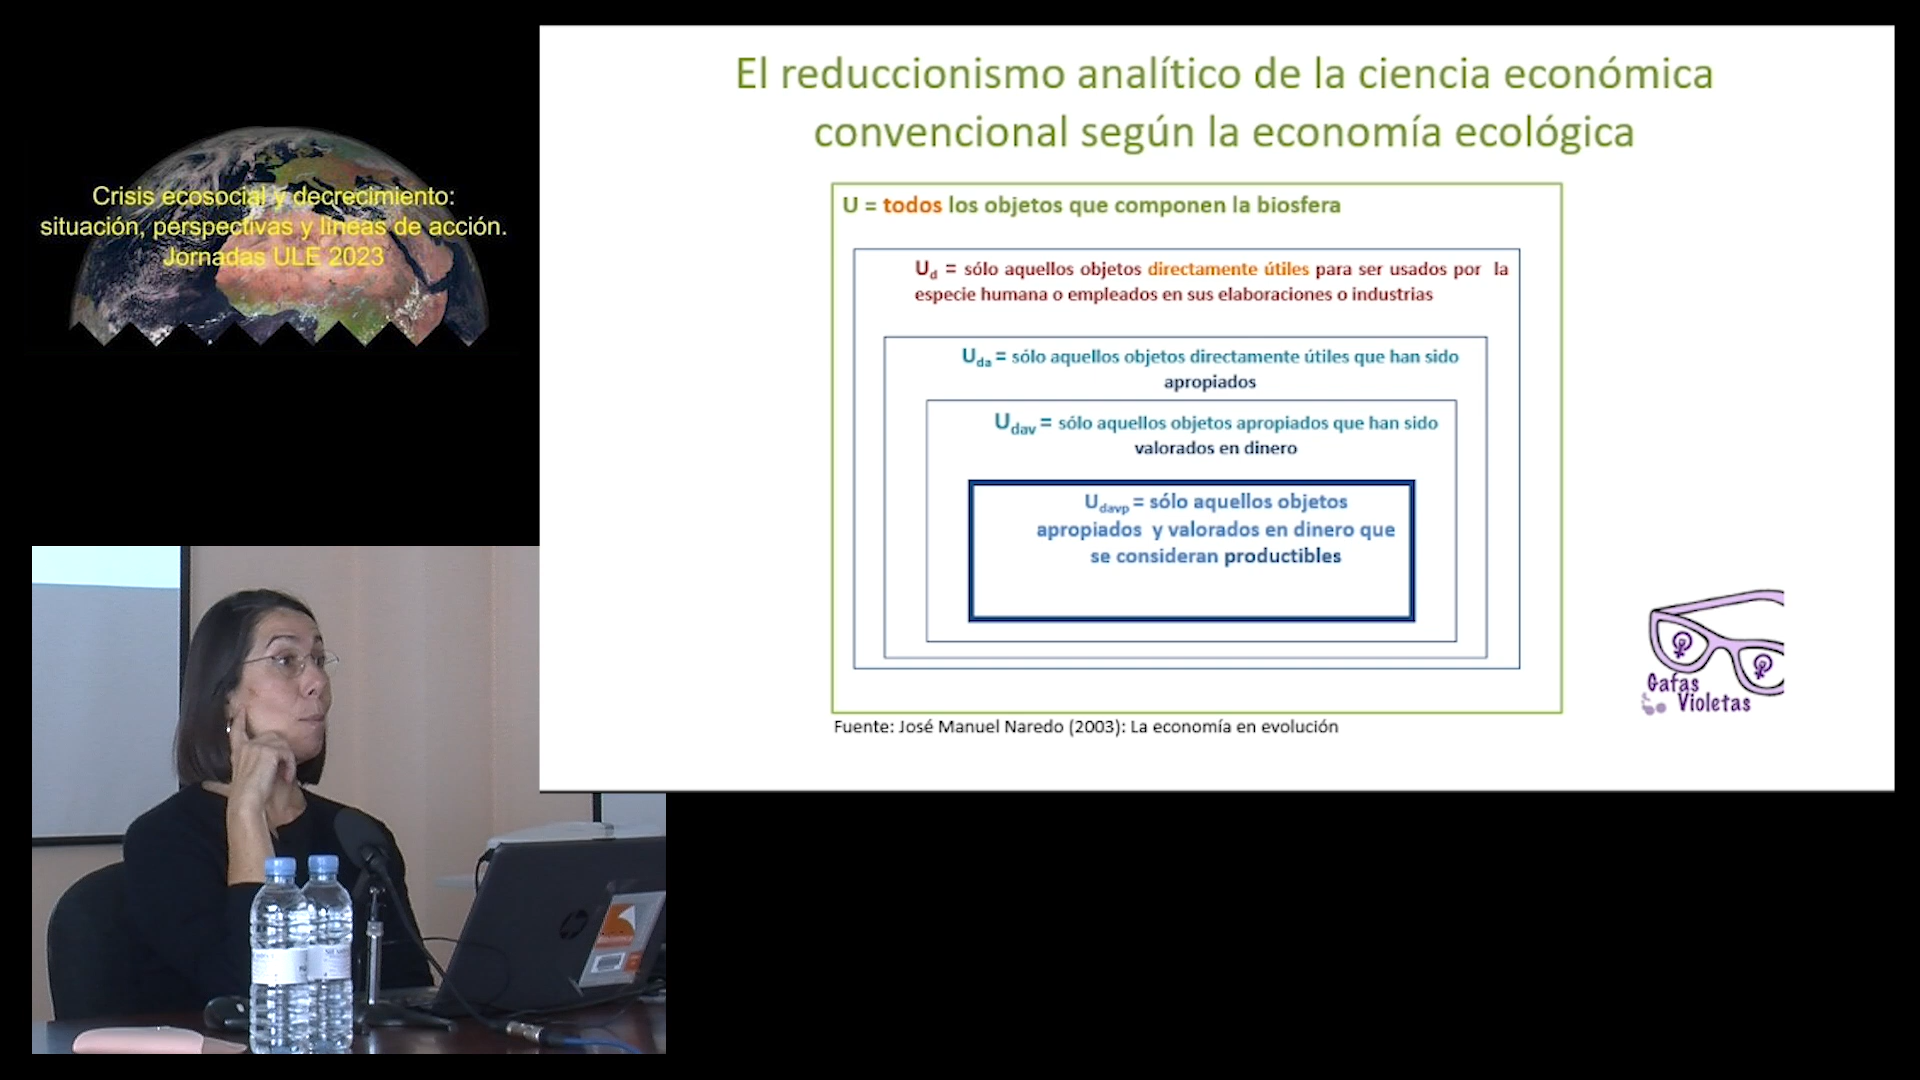 Crisis ecosocial y decrecimiento:
situación, perspectivas y líneas de acción.
Jornadas ULE 2023
El reduccionismo analítico de la ciencia económica
convencional según la economía ecológica
U = todos los objetos que componen la biosfera
Ud = sólo aquellos objetos directamente útiles para ser usados por la
especie humana o empleados en sus elaboraciones o industrias
Uda = sólo aquellos objetos directamente útiles que han sido
apropiados
Udav = sólo aquellos objetos apropiados que han sido
valorados en dinero
Udavp = sólo aquellos objetos
apropiados y valorados en dinero que
se consideran productibles
Fuente: José Manuel Naredo (2003): La economía en evolución
Gafas
Violetas
hp